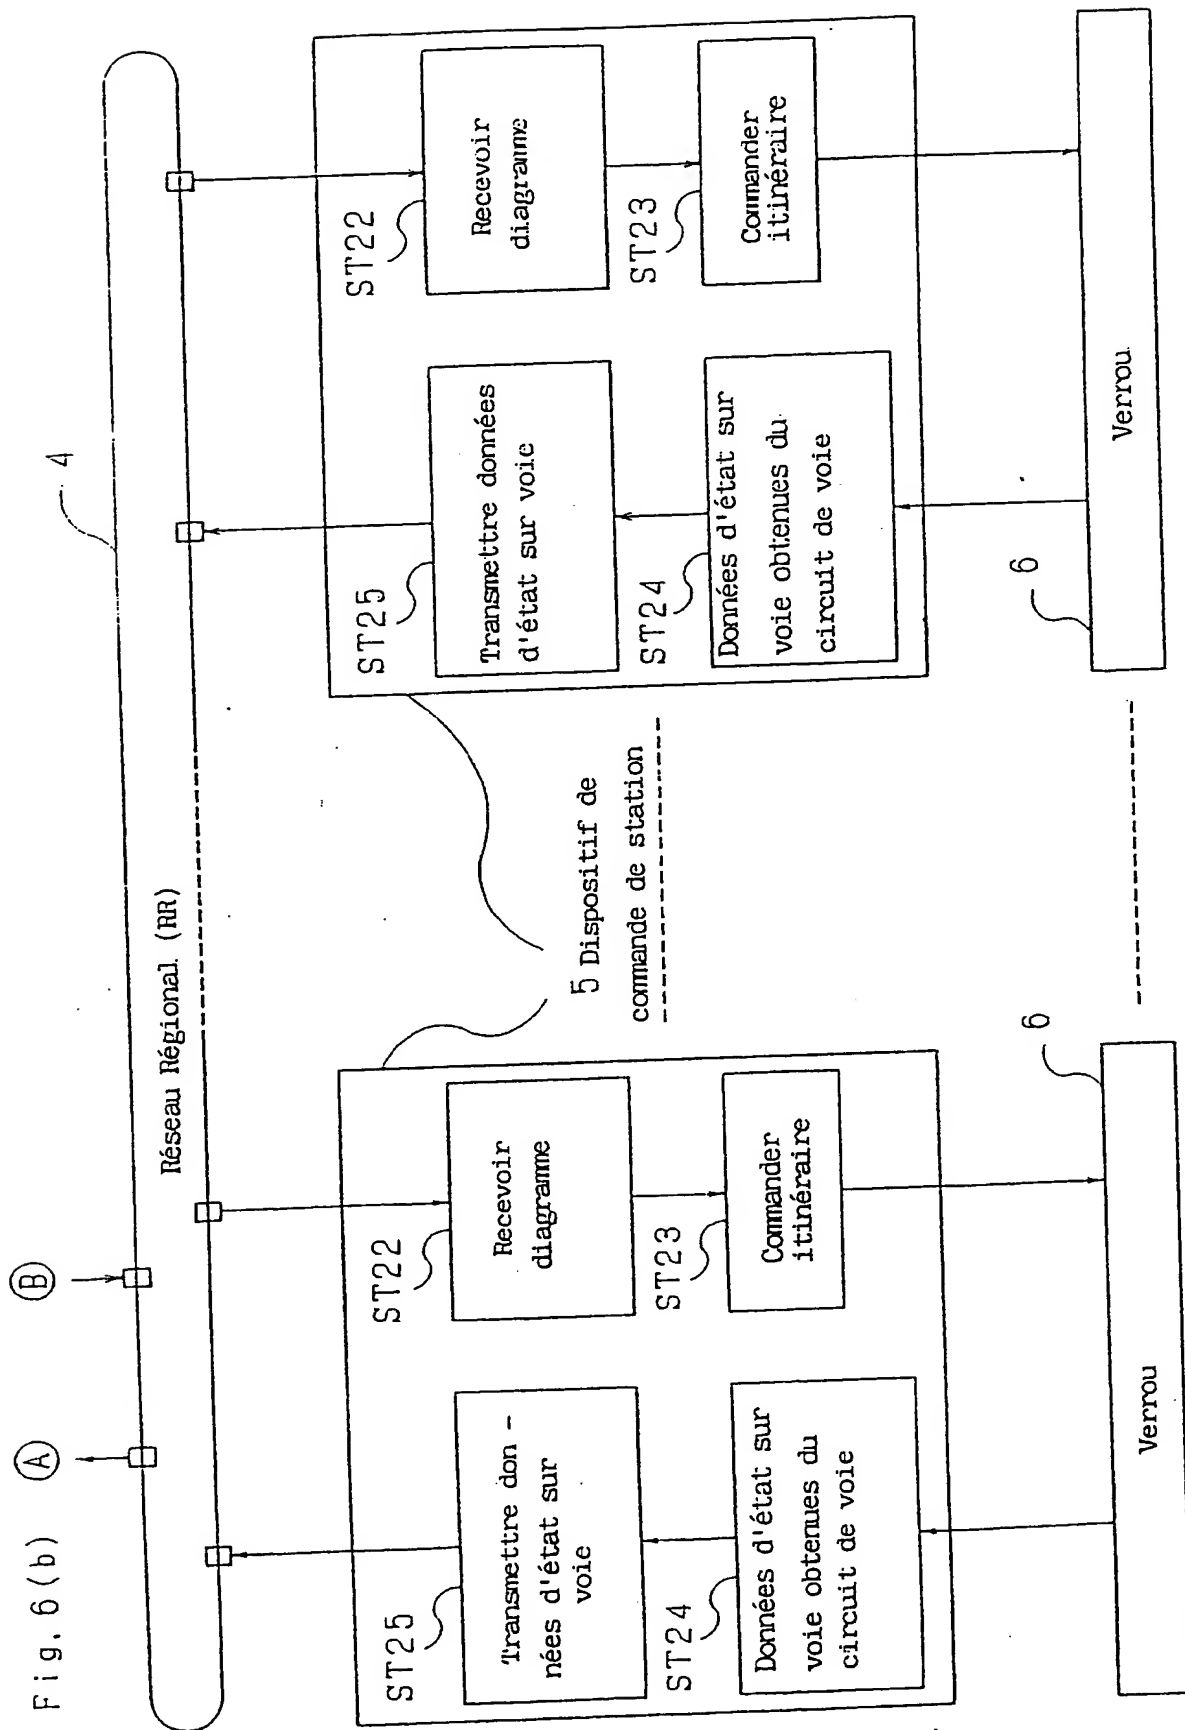 Fig. 6(b)
A
B
4
Réseau Régional (RR)
ST25
Transmettre don -
nées d'état sur
voie
ST22
Recevoir
diagramme
ST24
Données d'état sur
voie obtenues du
circuit de voie
ST23
Commander
itinéraire
5 Dispositif de
commande de station
ST25
Transmettre données
d'état sur voie
ST22
Recevoir
diagramme
ST24
Données d'état sur
voie obtenues du
circuit de voie
ST23
Commander
itinéraire
6
Verrou
6
Verrou